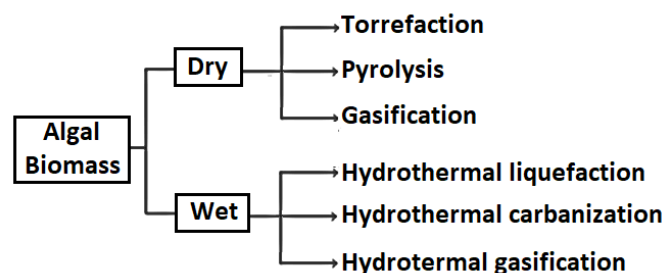 Algal
Biomass
Dry
Torrefaction
Pyrolysis
Gasification
Wet
Hydrothermal liquefaction
Hydrothermal carbanization
Hydrotermal gasification